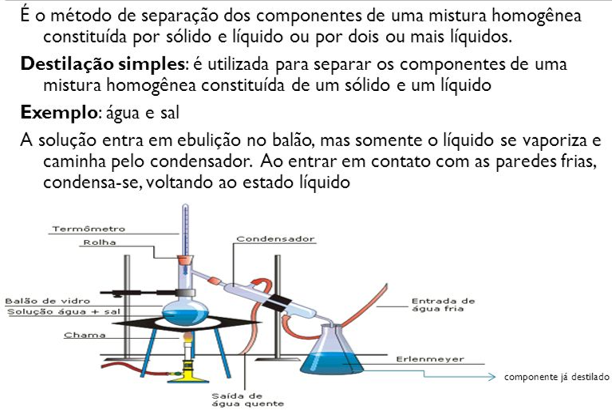 É o método de separação dos componentes de uma mistura homogênea
constituída por sólido e líquido ou por dois ou mais líquidos.
Destilação simples: é utilizada para separar os componentes de uma
mistura homogênea constituída de um sólido e um líquido
Exemplo: água e sal
A solução entra em ebulição no balão, mas somente o líquido se vaporiza e
caminha pelo condensador. Ao entrar em contato com as paredes frias,
condensa-se, voltando ao estado líquido
Termômetro
Rolha
Condensador
Balão de vidro
Solução água + sal
Chama
Entrada de
água fria
Erlenmeyer
Saída de
água quente
componente já destilado